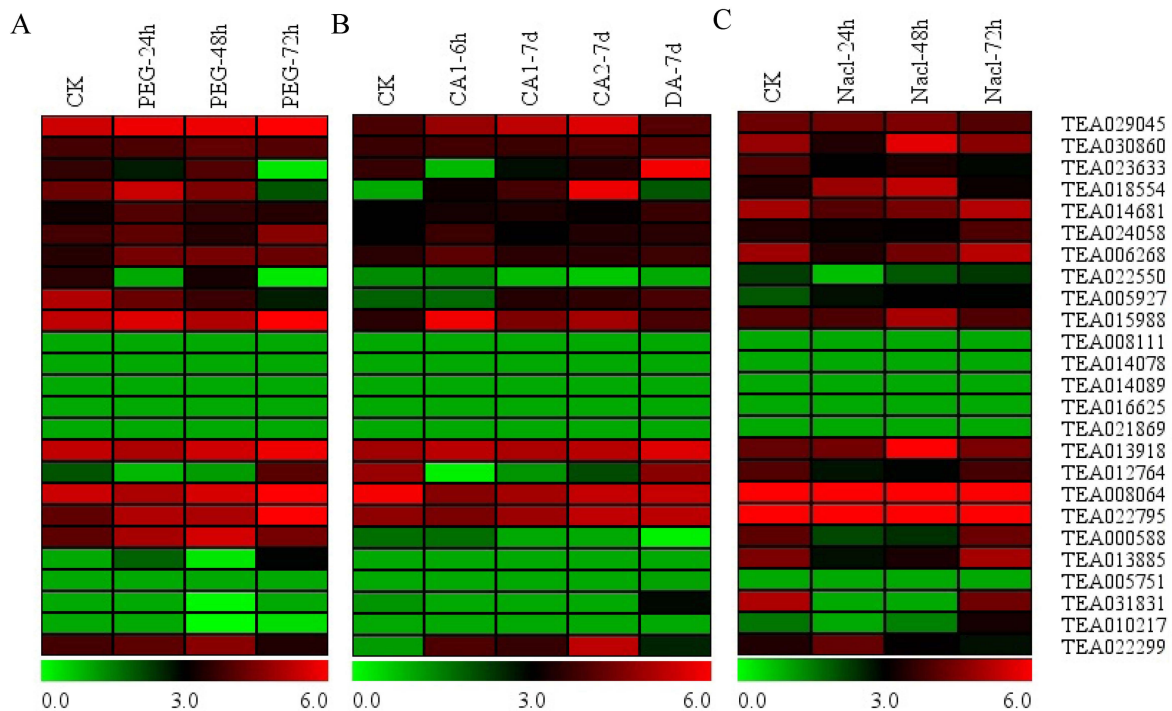 A
B
C
CK
PEG-24h
PEG-48h
PEG-72h
CK
CA1-6h
CA1-7d
CA2-7d
DA-7d
CK
Nacl-24h
Nacl-48h
Nacl-72h
TEA029045
TEA030860
TEA023633
TEA018554
TEA014681
TEA024058
TEA006268
TEA022550
TEA005927
TEA015988
TEA008111
TEA014078
TEA014089
TEA016625
TEA021869
TEA013918
TEA012764
TEA008064
TEA022795
TEA000588
TEA013885
TEA005751
TEA031831
TEA010217
TEA022299
0.0 3.0 6.0
0.0 3.0 6.0
0.0 3.0 6.0